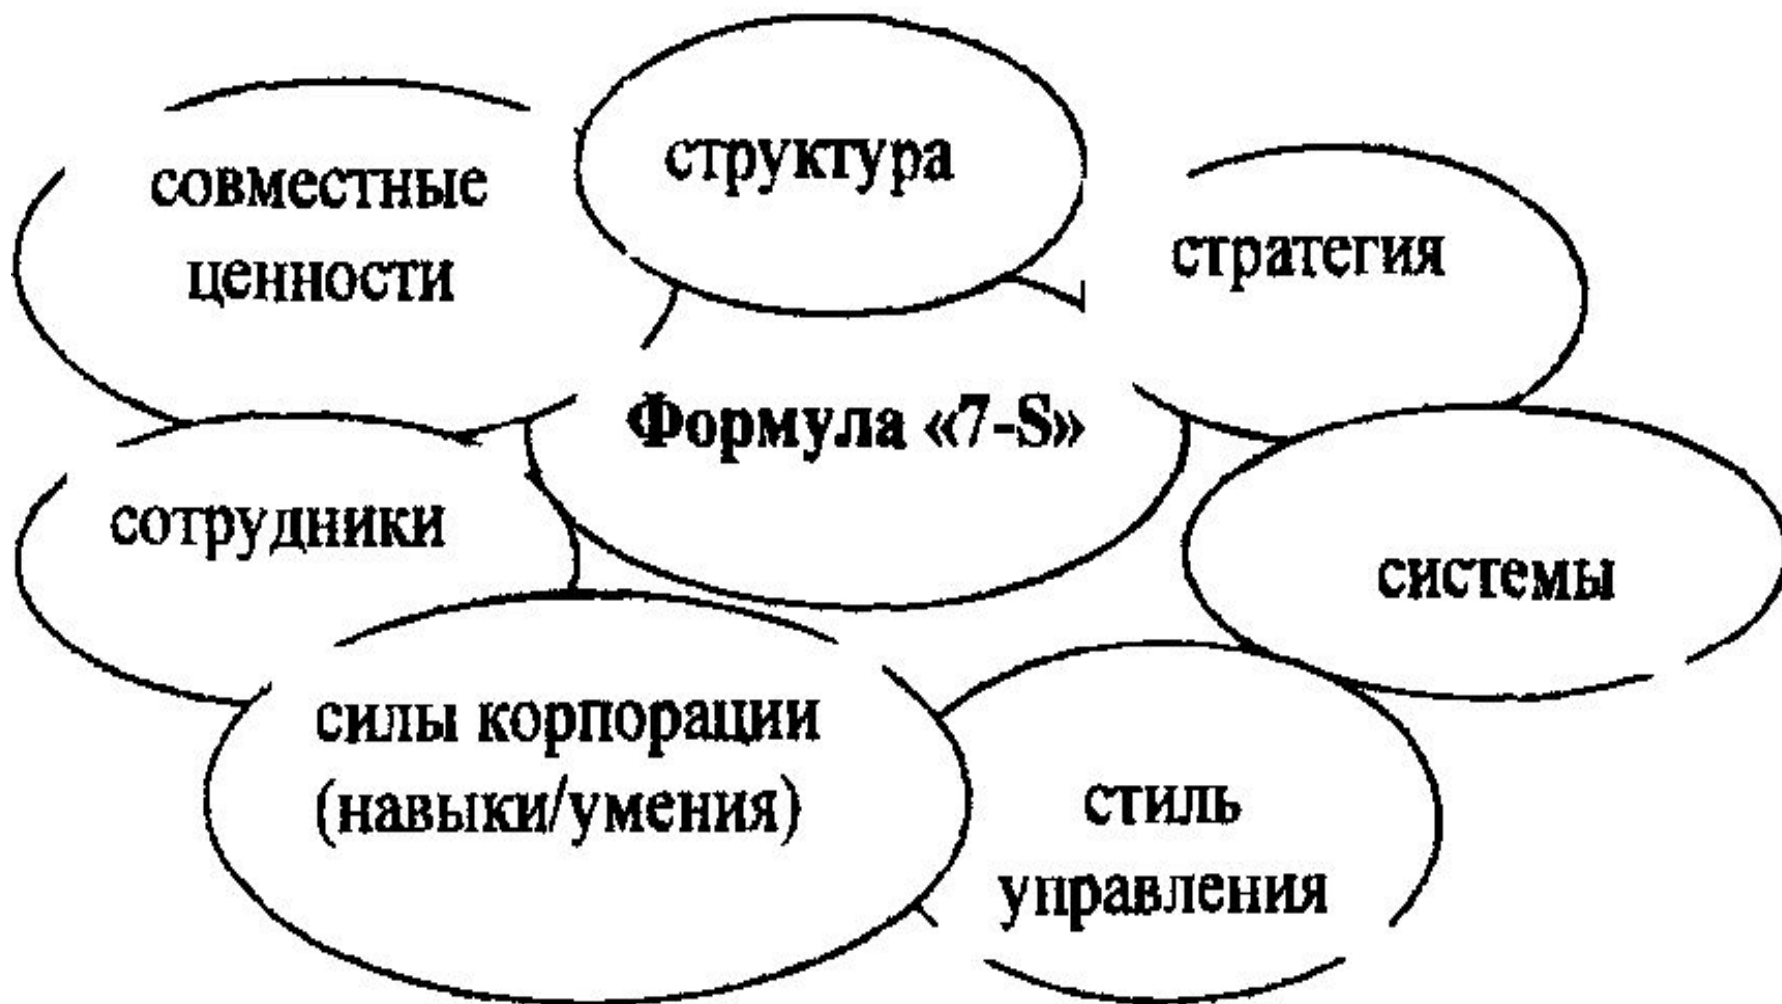 структура
совместные
ценности
стратегия
Формула «7-S»
сотрудники
системы
силы корпорации
(навыки/умения)
стиль
управления